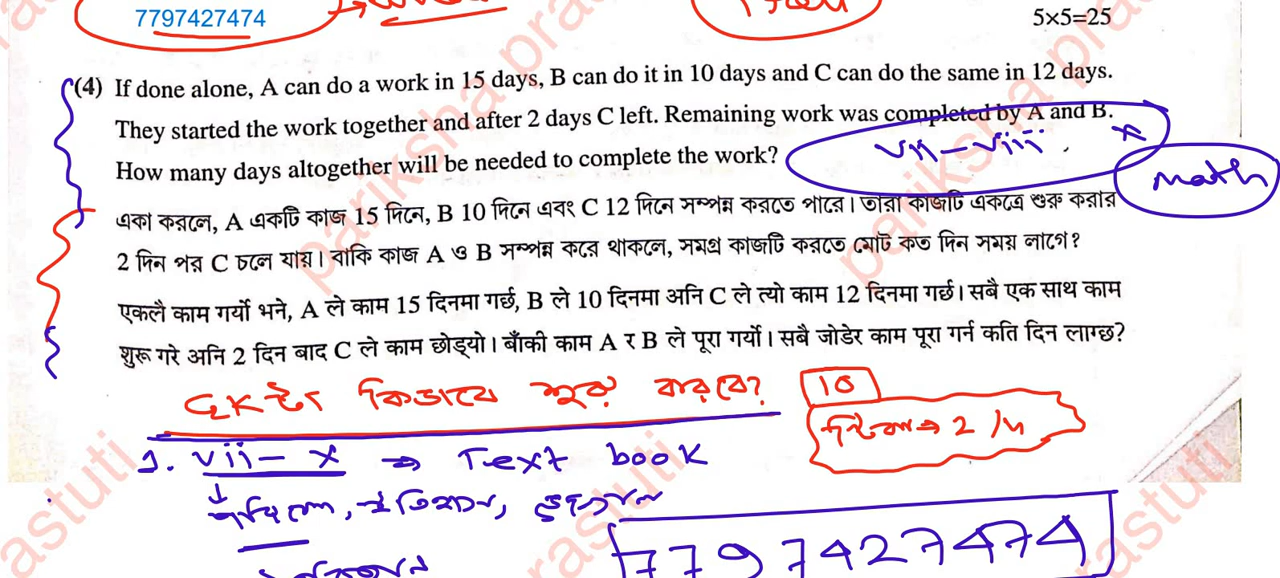 7797427474
5×5=25
(4) If done alone, A can do a work in 15 days, B can do it in 10 days and C can do the same in 12 days.
They started the work together and after 2 days C left. Remaining work was completed by A and B.
How many days altogether will be needed to complete the work?
vii-viii
x
math
একা করলে, A একটি কাজ 15 দিনে, B 10 দিনে এবং C 12 দিনে সম্পন্ন করতে পারে। তারা কাজটি একত্রে শুরু করার
2 দিন পর C চলে যায়। বাকি কাজ A ও B সম্পন্ন করে থাকলে, সমগ্র কাজটি করতে মোট কত দিন সময় লাগে?
एकलै काम गर्यो भने, A ले काम 15 दिनमा गर्छ, B ले 10 दिनमा अनि C ले त्यो काम 12 दिनमा गर्छ। सबै एक साथ काम
शुरू गरे अनि 2 दिन बाद C ले काम छोड्यो। बाँकी काम A र B ले पूरा गर्यो। सबै जोडेर काम पूरा गर्न कति दिन लाग्छ?
GK টা কিভাবে শুরু করবে?
10
2
1. vii - x → Text book
ইতিহাস, ভূগোল
7797427474
pariksha prastuti